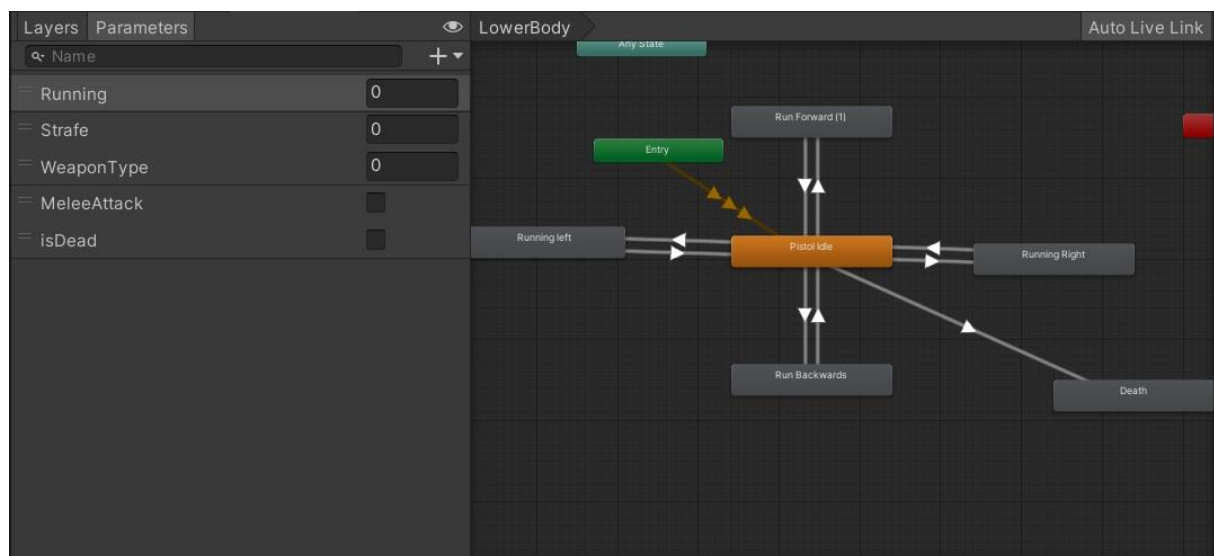 Layers Parameters
LowerBody
Auto Live Link
Name
Running 0
Strafe 0
WeaponType 0
MeleeAttack
isDead
Any State
Run Forward (1)
Entry
Running left
Pistol Idle
Running Right
Run Backwards
Death